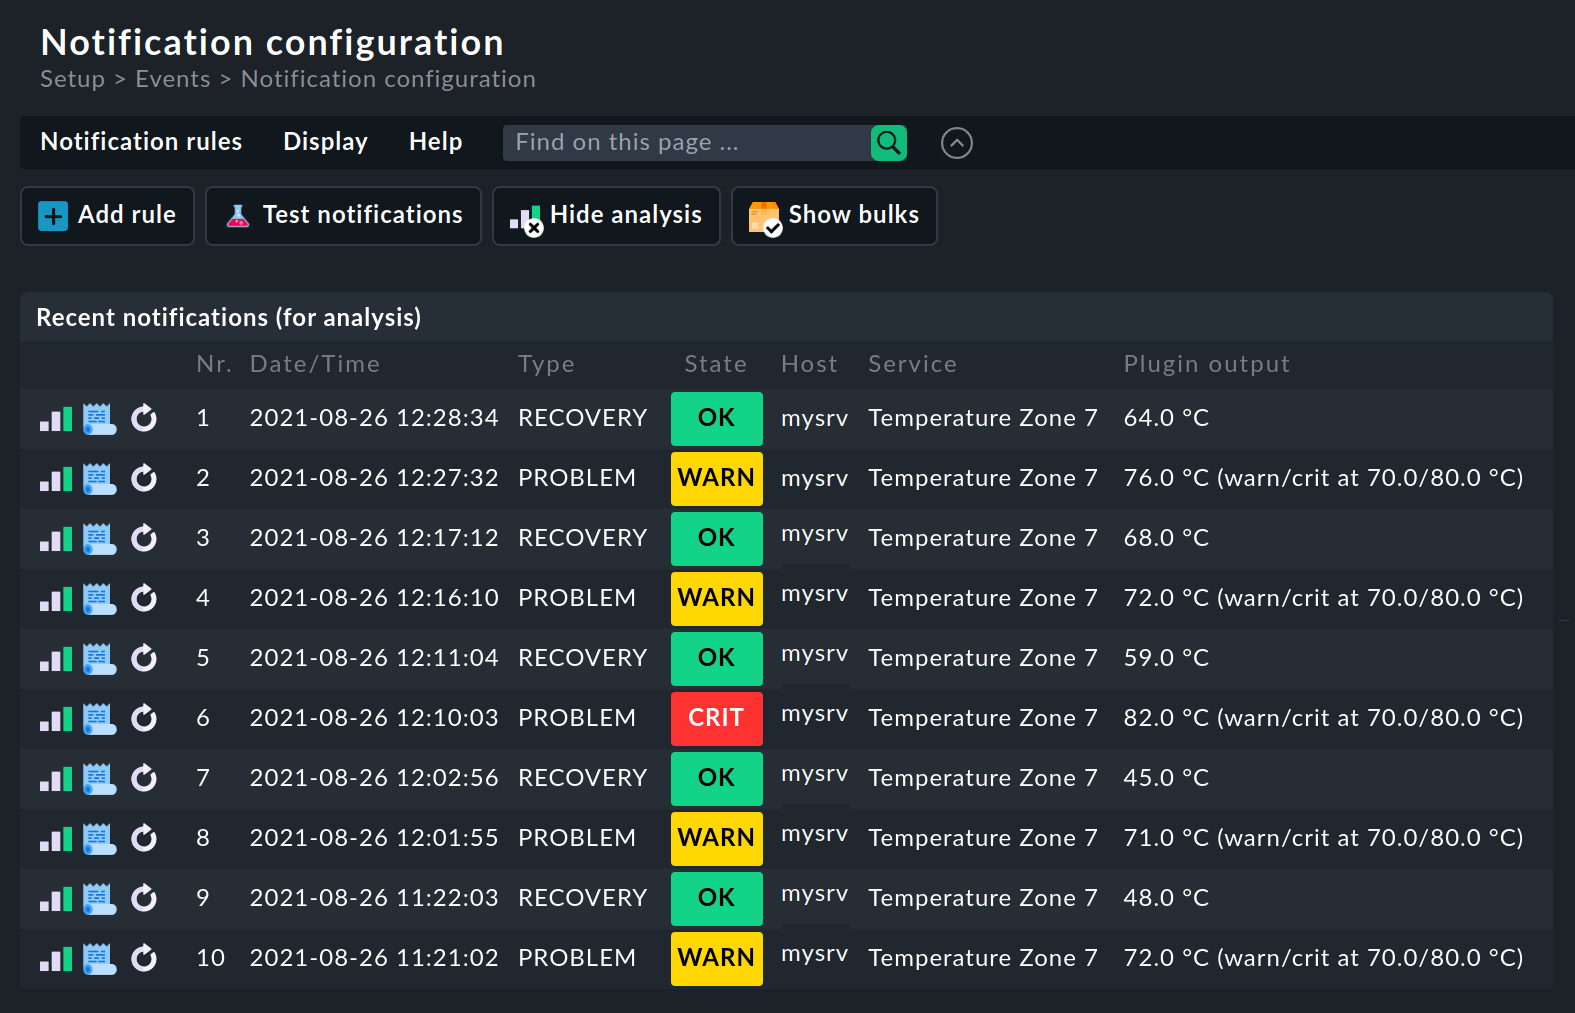 Notification configuration
Setup > Events > Notification configuration
Notification rules Display Help Find on this page ...
Add rule Test notifications Hide analysis Show bulks
Recent notifications (for analysis)
Nr. Date/Time Type State Host Service Plugin output
1 2021-08-26 12:28:34 RECOVERY OK mysrv Temperature Zone 7 64.0 °C
2 2021-08-26 12:27:32 PROBLEM WARN mysrv Temperature Zone 7 76.0 °C (warn/crit at 70.0/80.0 °C)
3 2021-08-26 12:17:12 RECOVERY OK mysrv Temperature Zone 7 68.0 °C
4 2021-08-26 12:16:10 PROBLEM WARN mysrv Temperature Zone 7 72.0 °C (warn/crit at 70.0/80.0 °C)
5 2021-08-26 12:11:04 RECOVERY OK mysrv Temperature Zone 7 59.0 °C
6 2021-08-26 12:10:03 PROBLEM CRIT mysrv Temperature Zone 7 82.0 °C (warn/crit at 70.0/80.0 °C)
7 2021-08-26 12:02:56 RECOVERY OK mysrv Temperature Zone 7 45.0 °C
8 2021-08-26 12:01:55 PROBLEM WARN mysrv Temperature Zone 7 71.0 °C (warn/crit at 70.0/80.0 °C)
9 2021-08-26 11:22:03 RECOVERY OK mysrv Temperature Zone 7 48.0 °C
10 2021-08-26 11:21:02 PROBLEM WARN mysrv Temperature Zone 7 72.0 °C (warn/crit at 70.0/80.0 °C)